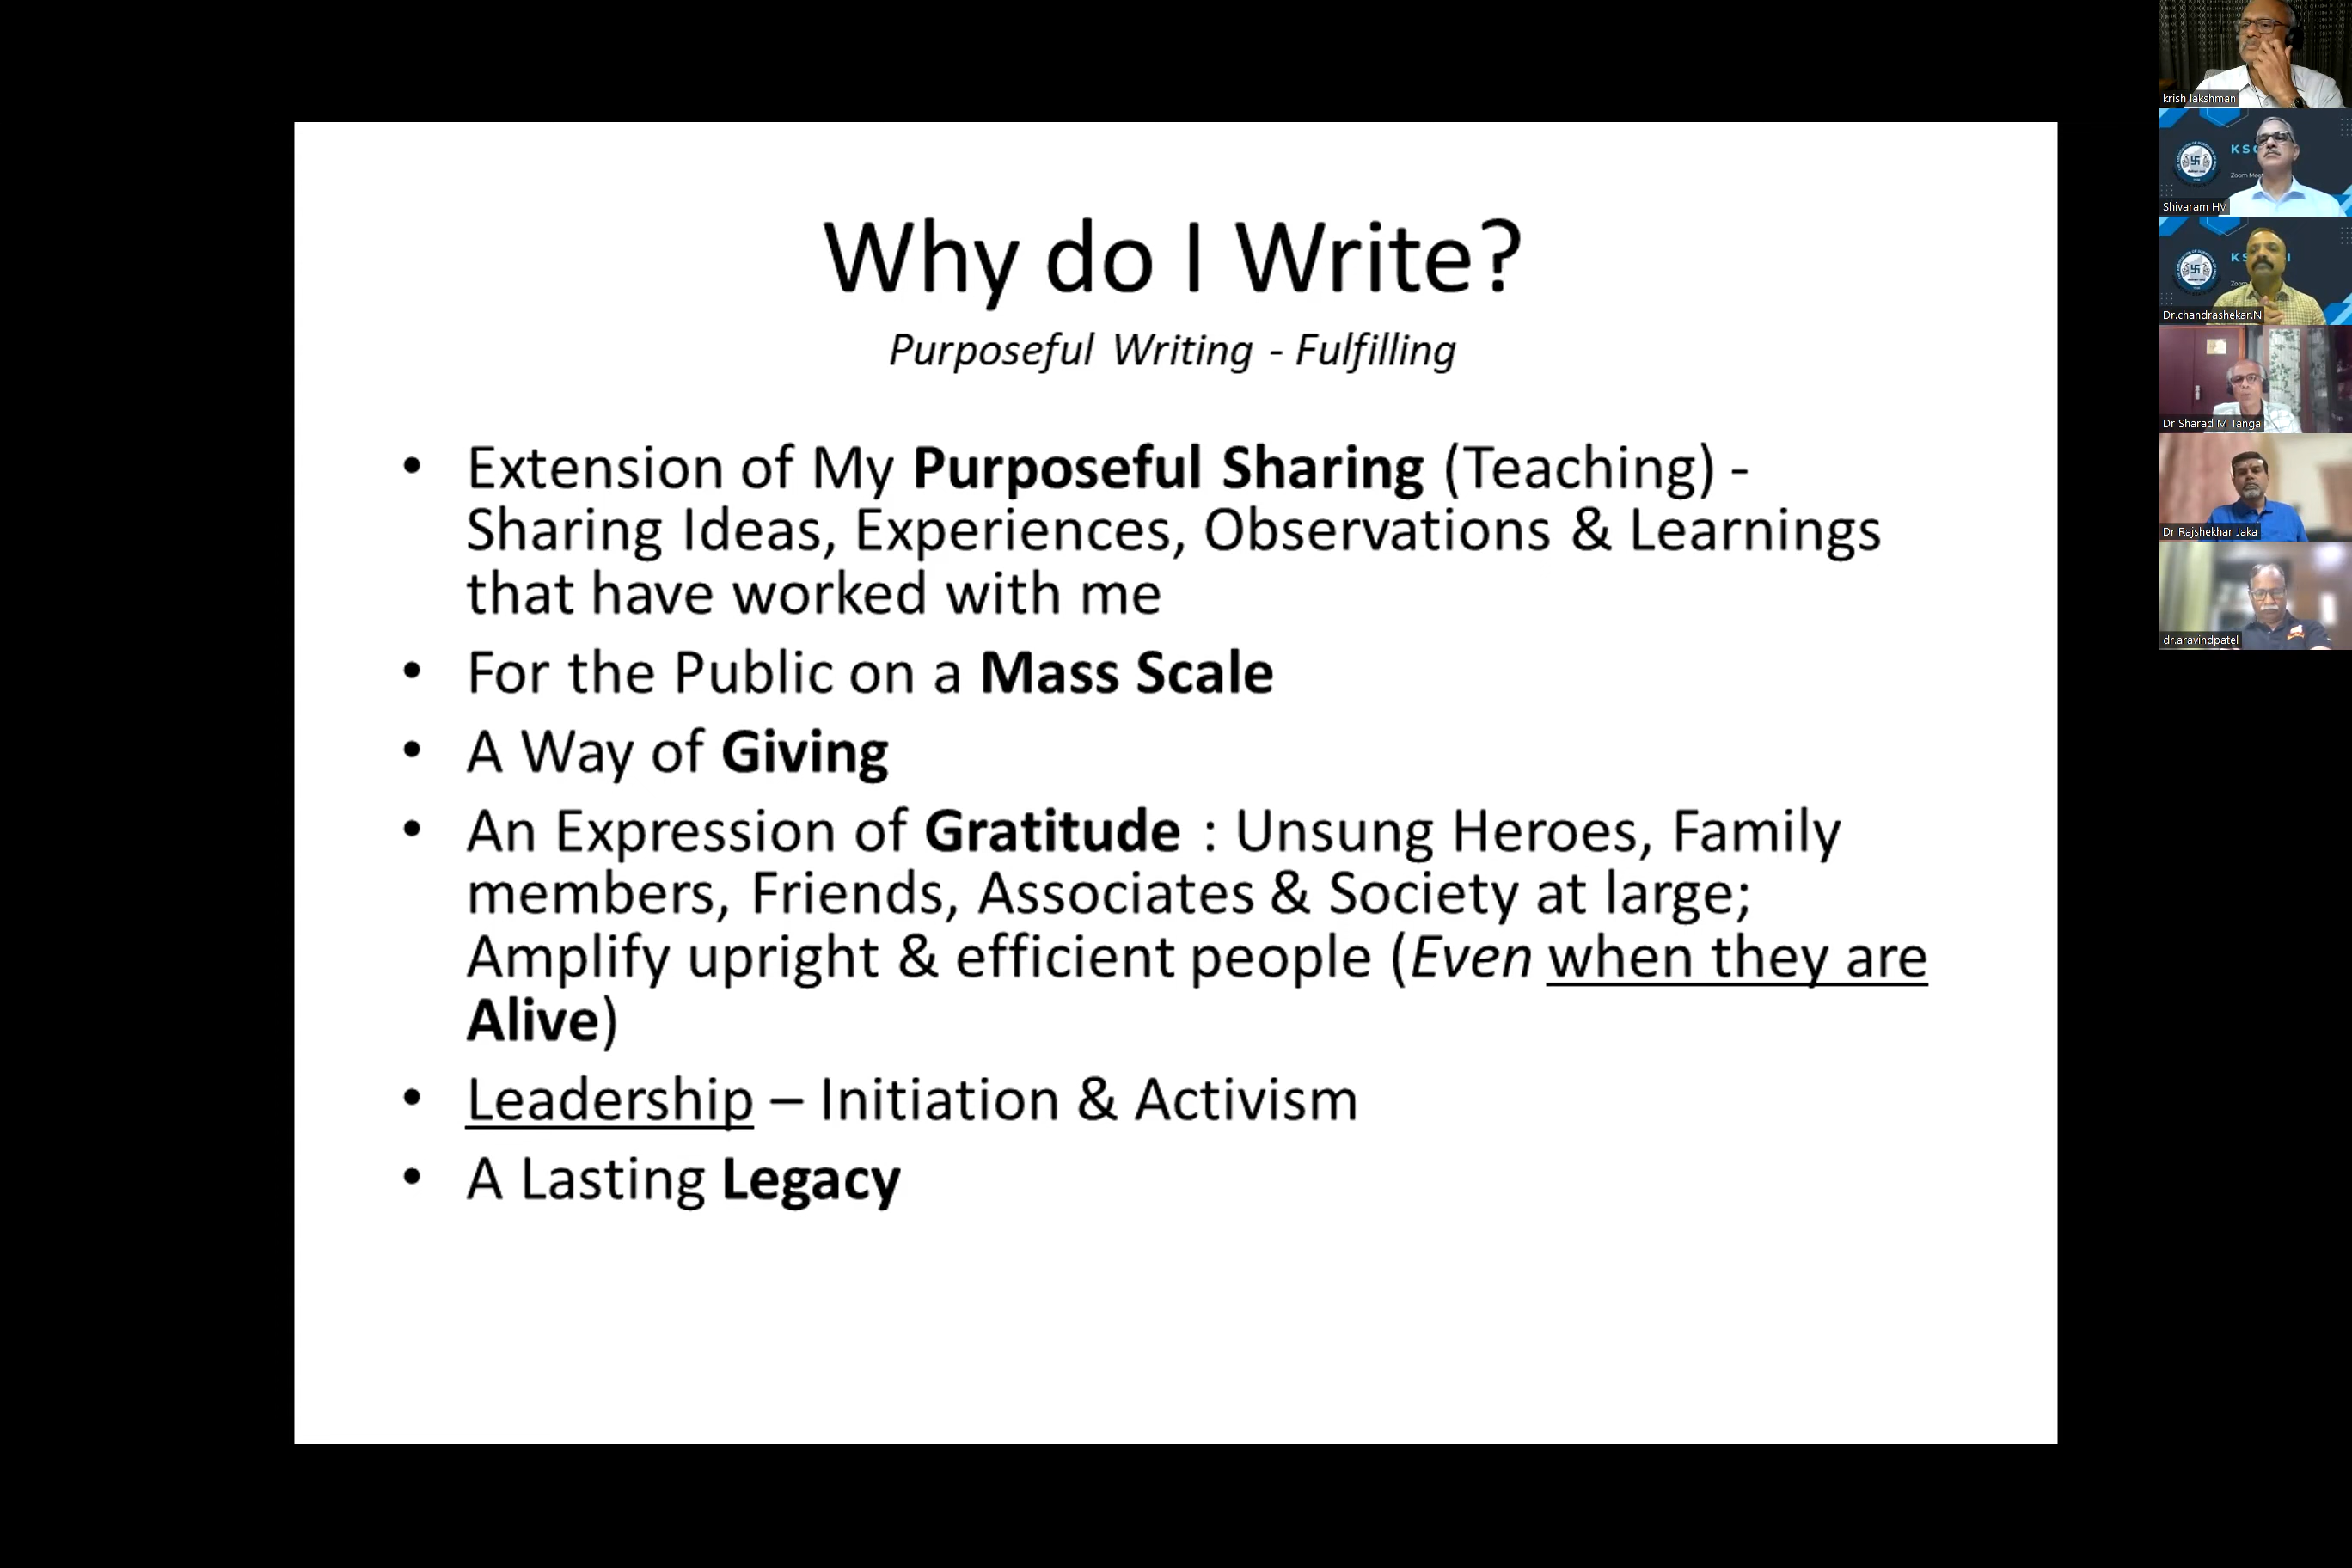 Why do I Write?
Purposeful Writing - Fulfilling
• Extension of My Purposeful Sharing (Teaching) -
Sharing Ideas, Experiences, Observations & Learnings
that have worked with me
• For the Public on a Mass Scale
• A Way of Giving
• An Expression of Gratitude : Unsung Heroes, Family
members, Friends, Associates & Society at large;
Amplify upright & efficient people (Even when they are
Alive)
• Leadership – Initiation & Activism
• A Lasting Legacy
krish lakshman
Shivaram HV
Dr.chandrashekar.N
Dr Sharad M Tanga
Dr Rajshekhar Jaka
dr.aravindpatel